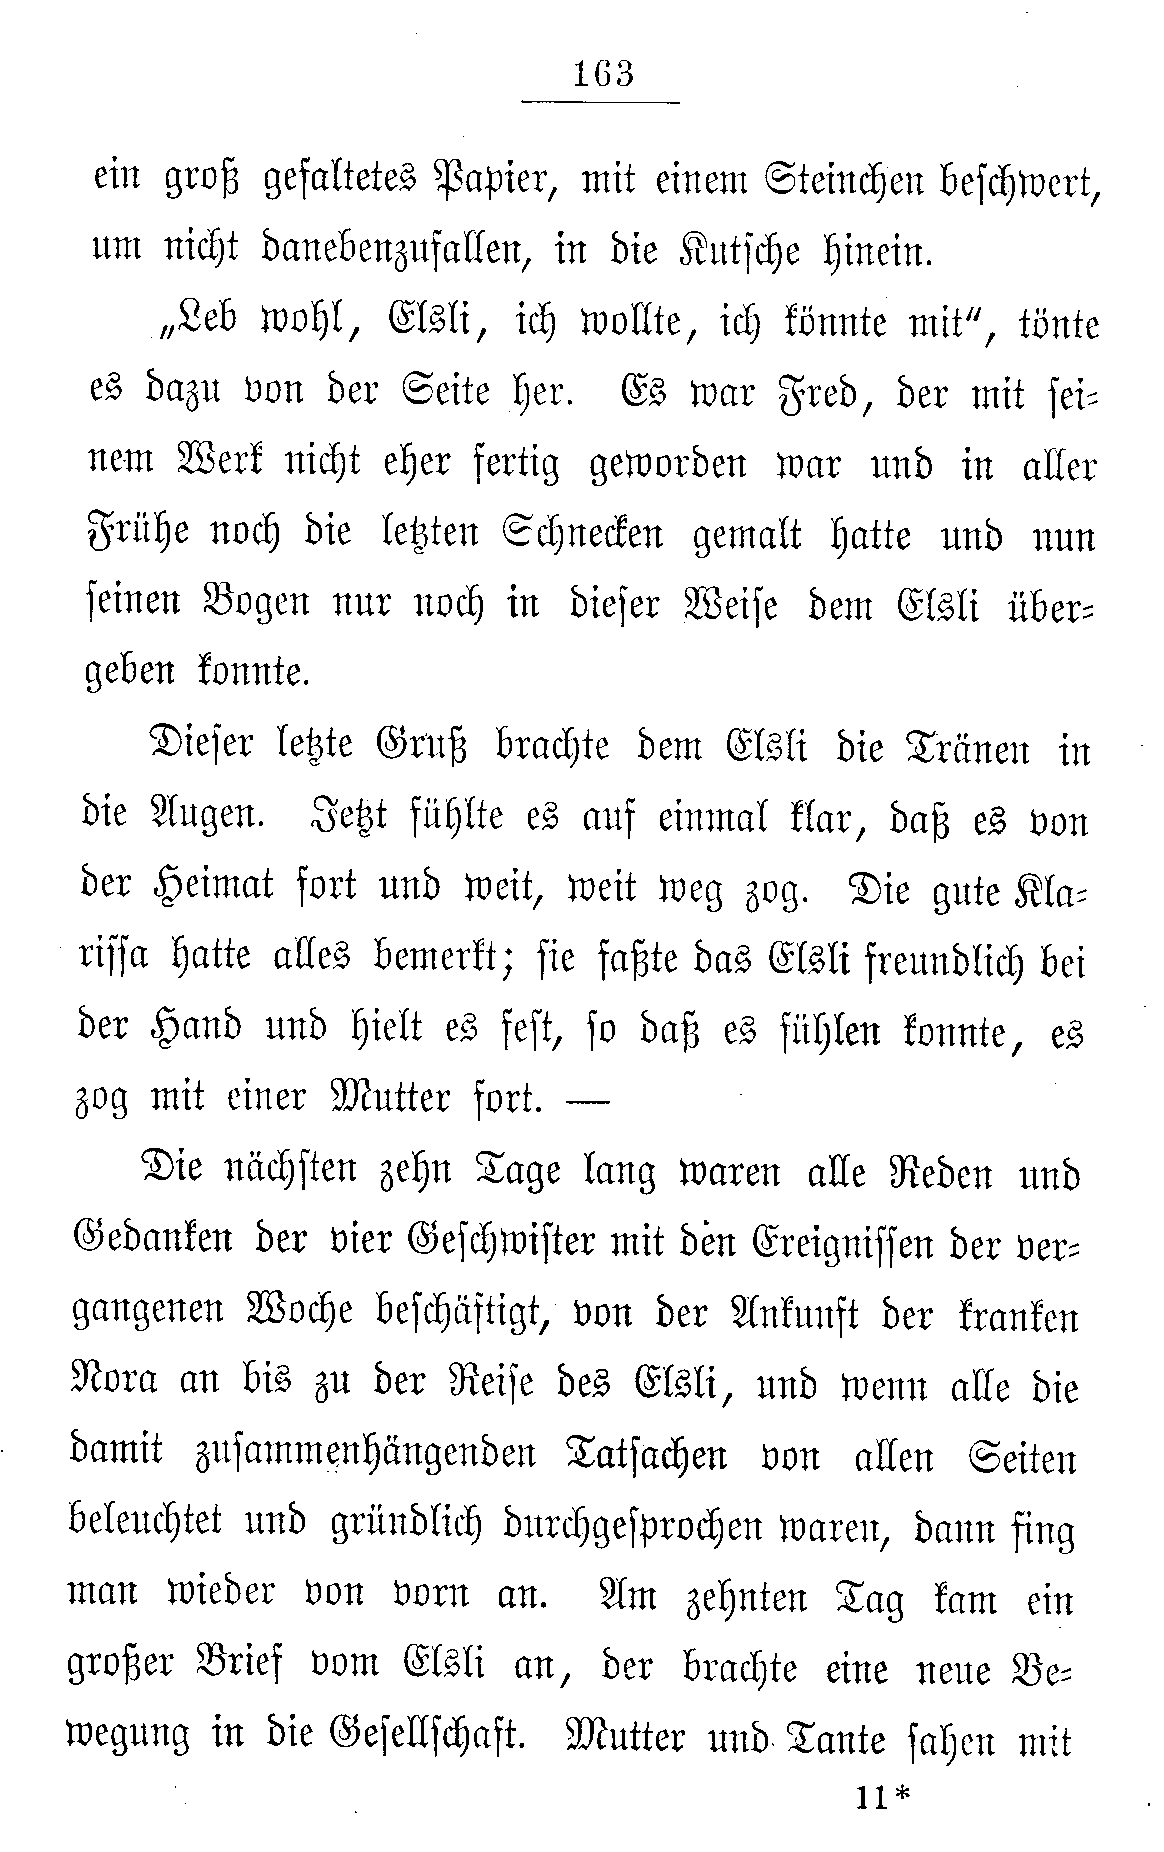 163
ein groß gefaltetes Papier, mit einem Steinchen beschwert,
um nicht danebenzufallen, in die Kutsche hinein.
„Leb wohl, Elsli, ich wollte, ich könnte mit“, tönte
es dazu von der Seite her. Es war Fred, der mit sei-
nem Werk nicht eher fertig geworden war und in aller
Frühe noch die letzten Schnecken gemalt hatte und nun
seinen Bogen nur noch in dieser Weise dem Elsli über-
geben konnte.
Dieser letzte Gruß brachte dem Elsli die Tränen in
die Augen. Jetzt fühlte es auf einmal klar, daß es von
der Heimat fort und weit, weit weg zog. Die gute Kla-
rissa hatte alles bemerkt; sie faßte das Elsli freundlich bei
der Hand und hielt es fest, so daß es fühlen konnte, es
zog mit einer Mutter fort. —
Die nächsten zehn Tage lang waren alle Reden und
Gedanken der vier Geschwister mit den Ereignissen der ver-
gangenen Woche beschäftigt, von der Ankunft der kranken
Nora an bis zu der Reise des Elsli, und wenn alle die
damit zusammenhängenden Tatsachen von allen Seiten
beleuchtet und gründlich durchgesprochen waren, dann fing
man wieder von vorn an. Am zehnten Tag kam ein
großer Brief vom Elsli an, der brachte eine neue Be-
wegung in die Gesellschaft. Mutter und Tante sahen mit
11*